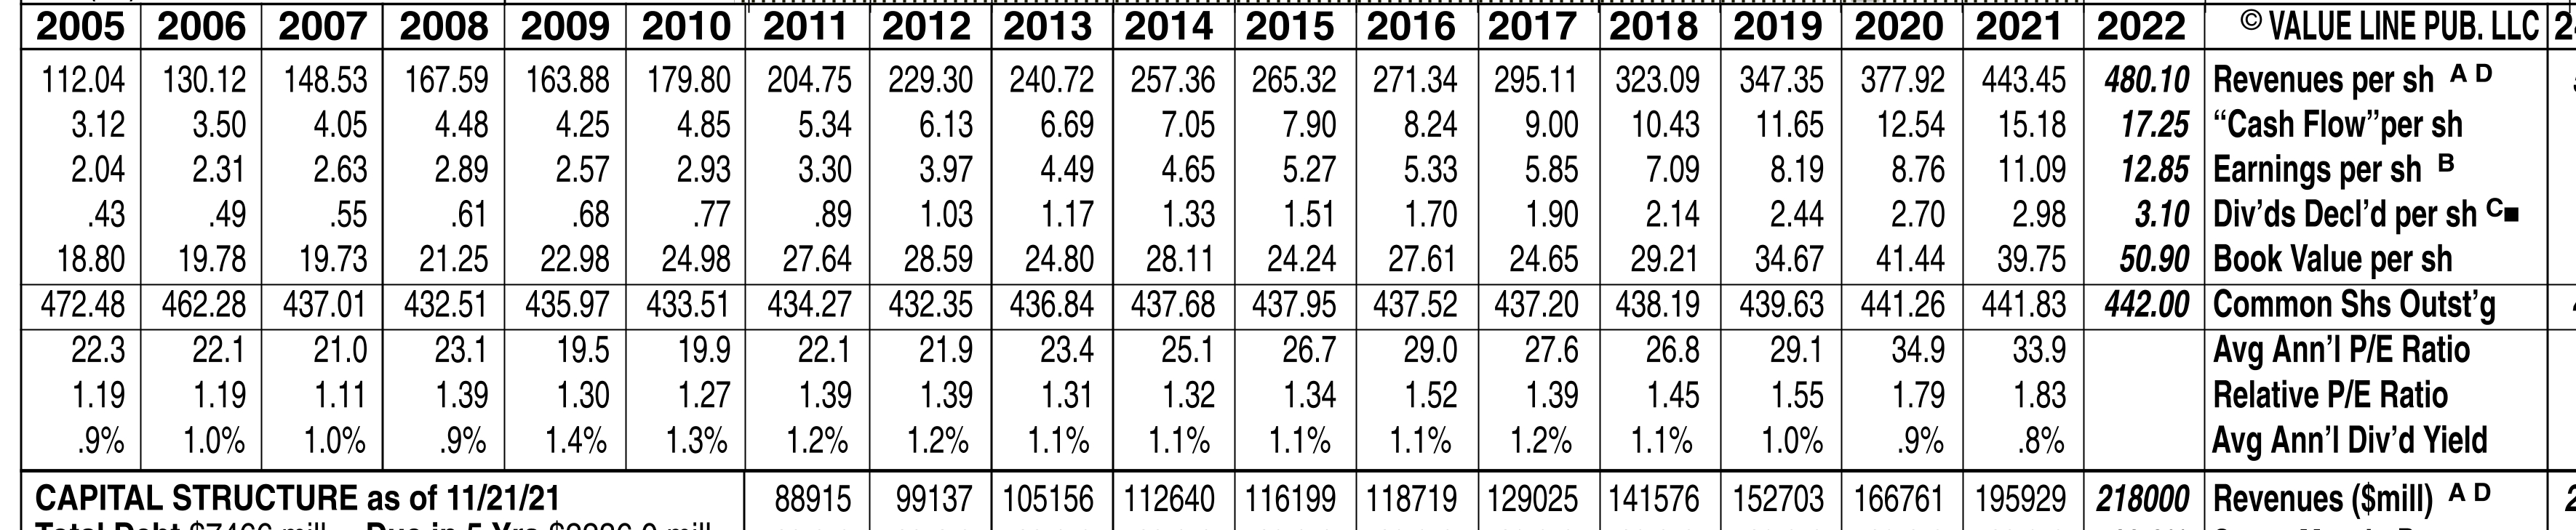 2005 2006 2007 2008 2009 2010 2011 2012 2013 2014 2015 2016 2017 2018 2019 2020 2021 2022 © VALUE LINE PUB. LLC
112.04 130.12 148.53 167.59 163.88 179.80 204.75 229.30 240.72 257.36 265.32 271.34 295.11 323.09 347.35 377.92 443.45 480.10 Revenues per sh A D
3.12 3.50 4.05 4.48 4.25 4.85 5.34 6.13 6.69 7.05 7.90 8.24 9.00 10.43 11.65 12.54 15.18 17.25 “Cash Flow”per sh
2.04 2.31 2.63 2.89 2.57 2.93 3.30 3.97 4.49 4.65 5.27 5.33 5.85 7.09 8.19 8.76 11.09 12.85 Earnings per sh B
.43 .49 .55 .61 .68 .77 .89 1.03 1.17 1.33 1.51 1.70 1.90 2.14 2.44 2.70 2.98 3.10 Div’ds Decl’d per sh C■
18.80 19.78 19.73 21.25 22.98 24.98 27.64 28.59 24.80 28.11 24.24 27.61 24.65 29.21 34.67 41.44 39.75 50.90 Book Value per sh
472.48 462.28 437.01 432.51 435.97 433.51 434.27 432.35 436.84 437.68 437.95 437.52 437.20 438.19 439.63 441.26 441.83 442.00 Common Shs Outst’g
22.3 22.1 21.0 23.1 19.5 19.9 22.1 21.9 23.4 25.1 26.7 29.0 27.6 26.8 29.1 34.9 33.9 Avg Ann’l P/E Ratio
1.19 1.19 1.11 1.39 1.30 1.27 1.39 1.39 1.31 1.32 1.34 1.52 1.39 1.45 1.55 1.79 1.83 Relative P/E Ratio
.9% 1.0% 1.0% .9% 1.4% 1.3% 1.2% 1.2% 1.1% 1.1% 1.1% 1.1% 1.2% 1.1% 1.0% .9% .8% Avg Ann’l Div’d Yield
CAPITAL STRUCTURE as of 11/21/21 88915 99137 105156 112640 116199 118719 129025 141576 152703 166761 195929 218000 Revenues ($mill) A D